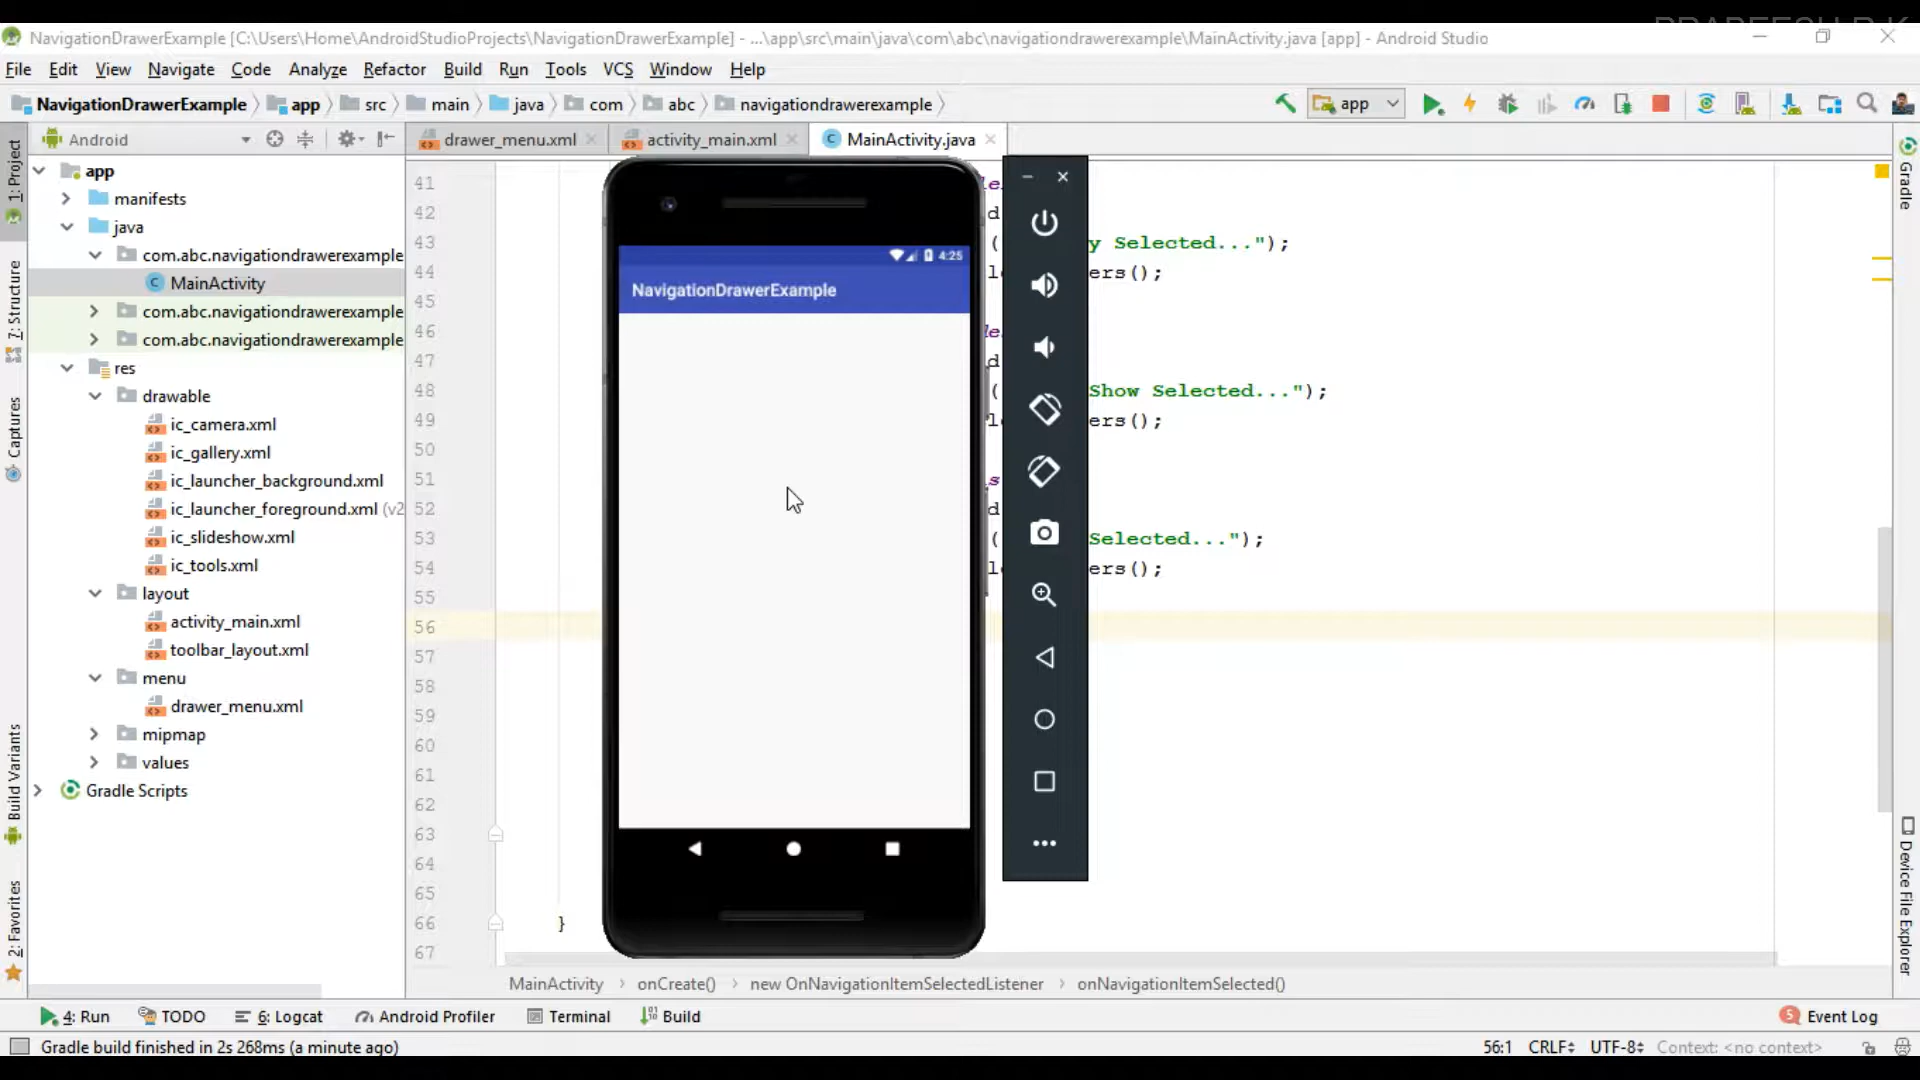 NavigationDrawerExample [C:\Users\Home\AndroidStudioProjects\NavigationDrawerExample] - ...\app\src\main\java\com\abc\navigationdrawerexample\MainActivity.java [app] - Android Studio
File Edit View Navigate Code Analyze Refactor Build Run Tools VCS Window Help
NavigationDrawerExample app src main java com abc navigationdrawerexample app
Android drawer_menu.xml activity_main.xml MainActivity.java
1: Project
7: Structure
Captures
Build Variants
2: Favorites
app
manifests
java
com.abc.navigationdrawerexample
MainActivity
com.abc.navigationdrawerexample
com.abc.navigationdrawerexample
res
drawable
ic_camera.xml
ic_gallery.xml
ic_launcher_background.xml
ic_launcher_foreground.xml (v2
ic_slideshow.xml
ic_tools.xml
layout
activity_main.xml
toolbar_layout.xml
menu
drawer_menu.xml
mipmap
values
Gradle Scripts
41
42
43 ( y Selected...");
44 ers();
45
46
47
48 ( Show Selected...");
49 ers();
50
51
52
53 ( Selected...");
54 ers();
55
56
57
58
59
60
61
62
63
64
65
66 }
67
4:25
NavigationDrawerExample
Gradle
Device File Explorer
MainActivity › onCreate() › new OnNavigationItemSelectedListener › onNavigationItemSelected()
4: Run TODO 6: Logcat Android Profiler Terminal Build 5 Event Log
Gradle build finished in 2s 268ms (a minute ago) 56:1 CRLF UTF-8 Context: <no context>